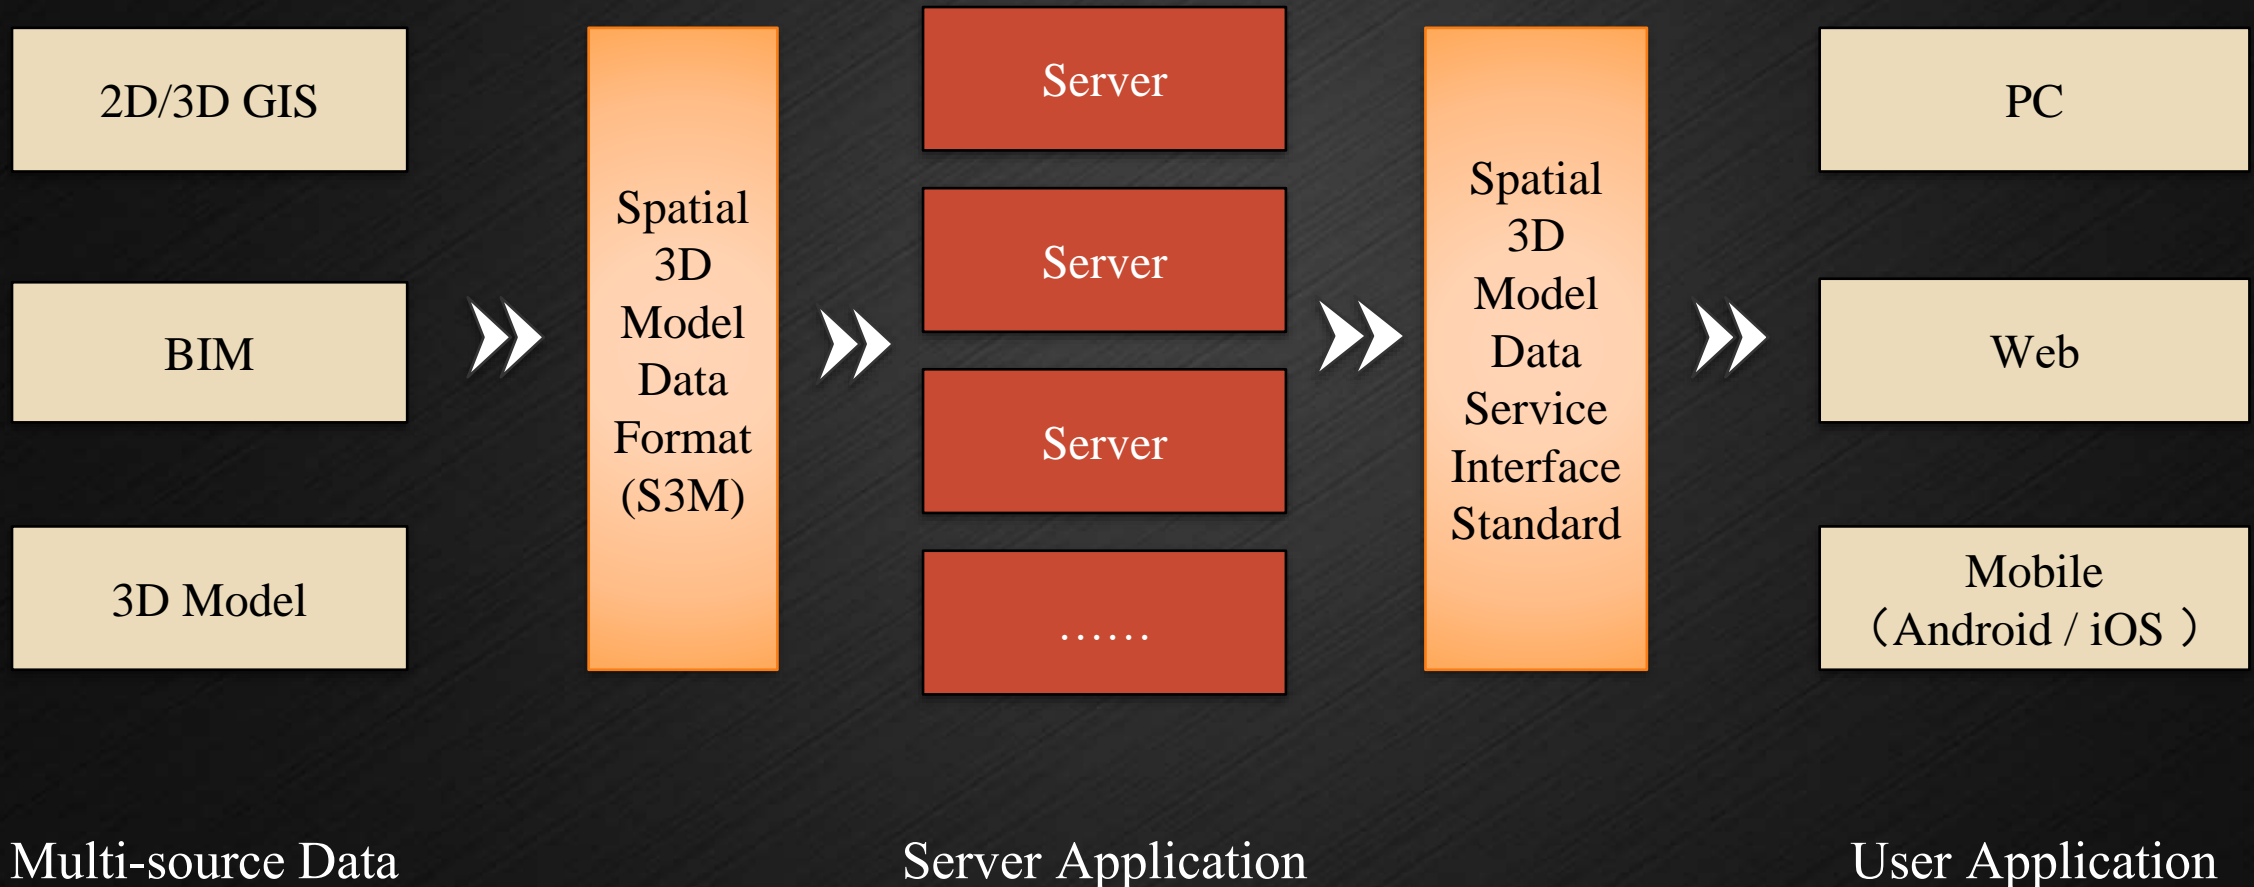 2D/3D GIS
BIM
3D Model
Spatial
3D
Model
Data
Format
(S3M)
Server
Server
Server
……
Spatial
3D
Model
Data
Service
Interface
Standard
PC
Web
Mobile
（Android / iOS ）
Multi-source Data
Server Application
User Application